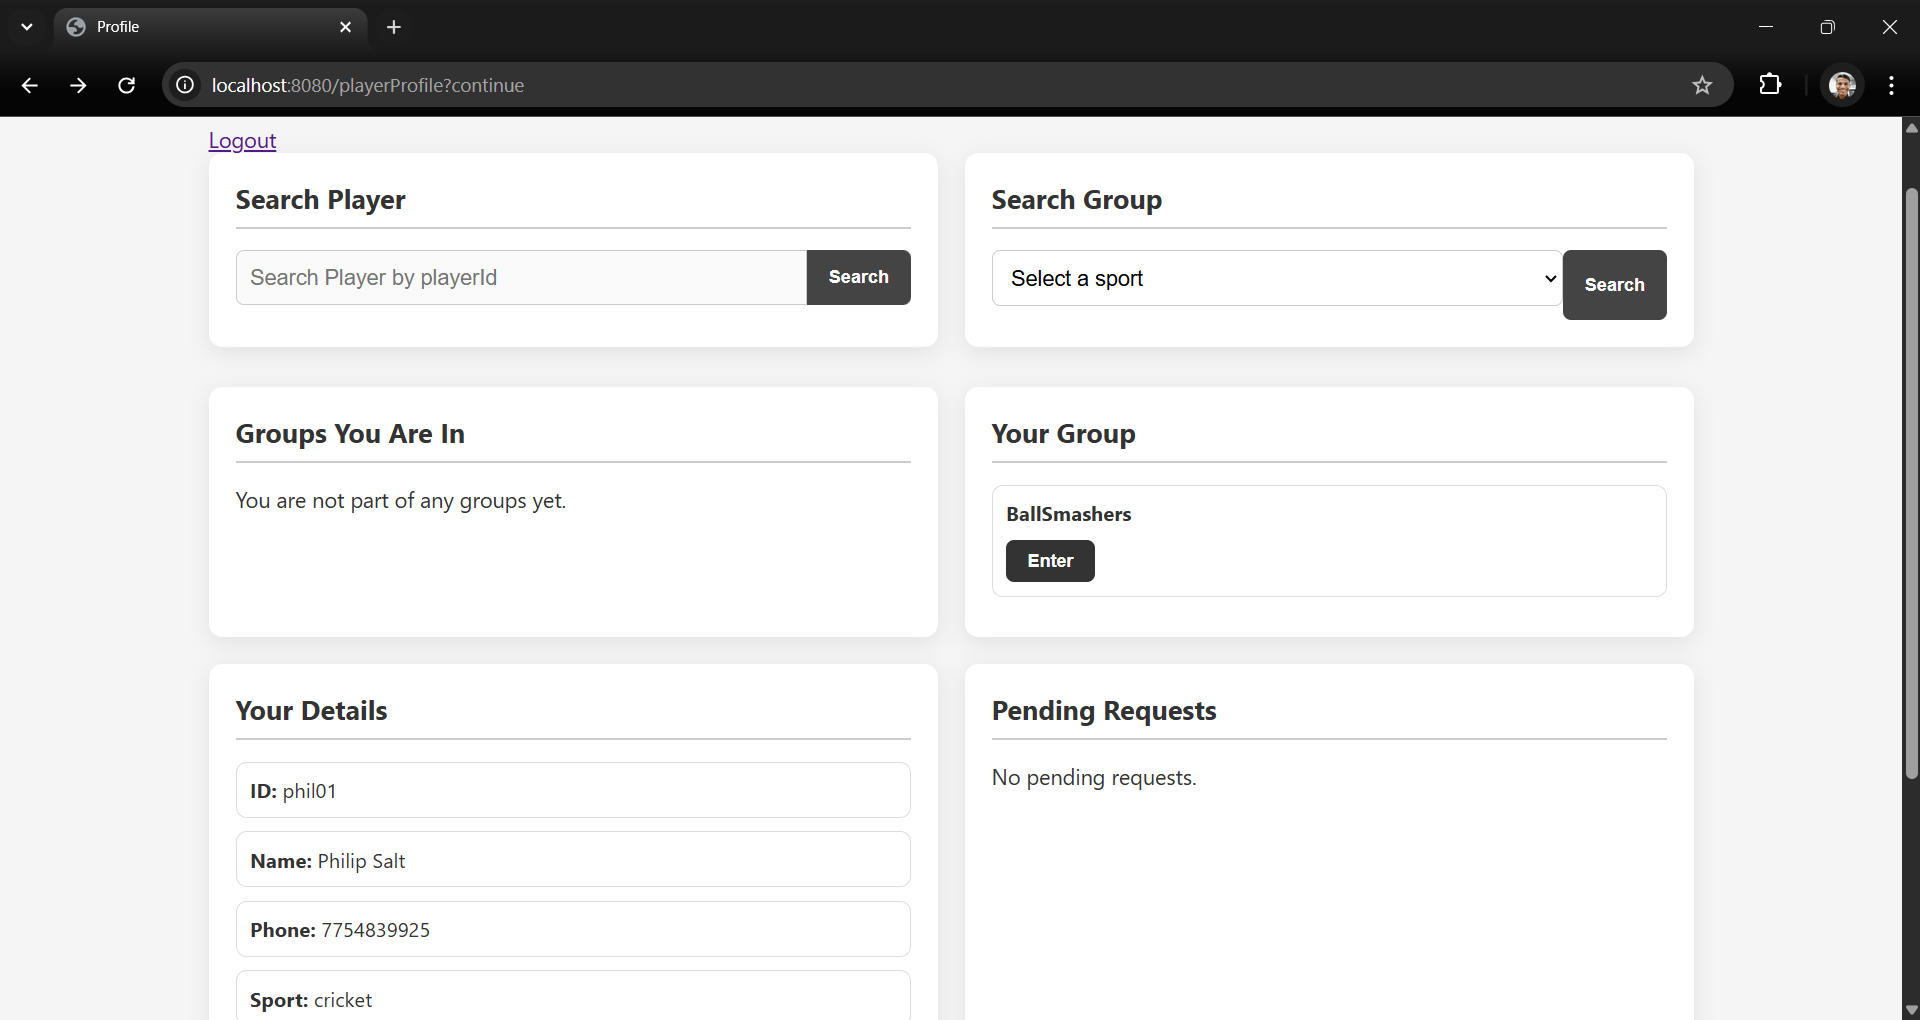 Profile
localhost:8080/playerProfile?continue
Logout
Search Player
Search Player by playerId
Search
Search Group
Select a sport
Search
Groups You Are In
You are not part of any groups yet.
Your Group
BallSmashers
Enter
Your Details
ID: phil01
Name: Philip Salt
Phone: 7754839925
Sport: cricket
Pending Requests
No pending requests.